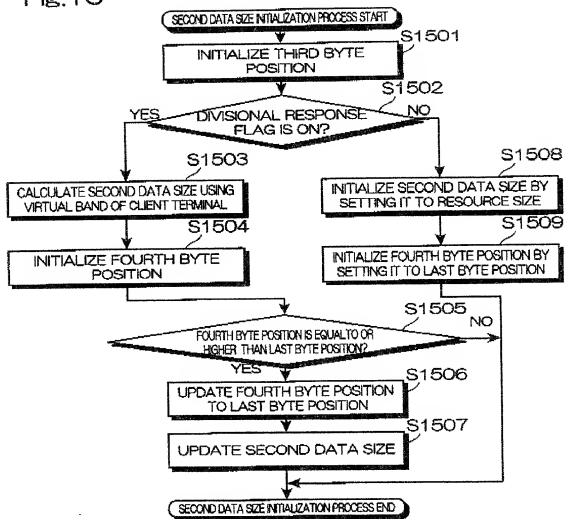 SECOND DATA SIZE INITIALIZATION PROCESS START
S1501
INITIALIZE THIRD BYTE
POSITION
S1502
YES
DIVISIONAL RESPONSE
FLAG IS ON?
NO
S1503
CALCULATE SECOND DATA SIZE USING
VIRTUAL BAND OF CLIENT TERMINAL
S1504
INITIALIZE FOURTH BYTE
POSITION
S1508
INITIALIZE SECOND DATA SIZE BY
SETTING IT TO RESOURCE SIZE
S1509
INITIALIZE FOURTH BYTE POSITION BY
SETTING IT TO LAST BYTE POSITION
S1505
FOURTH BYTE POSITION IS EQUAL TO OR
HIGHER THAN LAST BYTE POSITION?
NO
YES
S1506
UPDATE FOURTH BYTE POSITION
TO LAST BYTE POSITION
S1507
UPDATE SECOND DATA SIZE
SECOND DATA SIZE INITIALIZATION PROCESS END